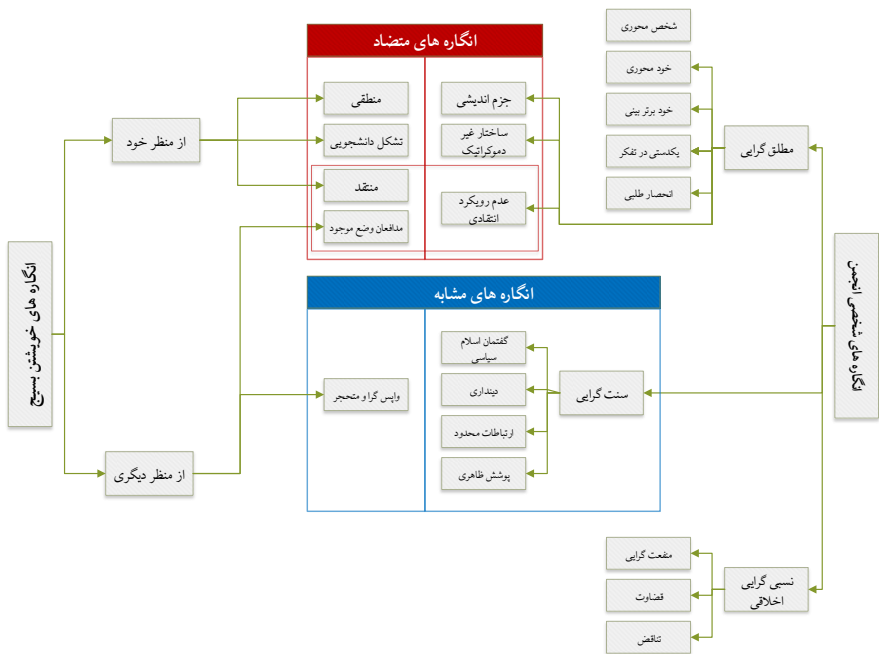 انگاره های شخصی انجمن
مطلق گرایی
شخص محوری
خود محوری
خود برتر بینی
یکدستی در تفکر
انحصار طلبی
انگاره های متضاد
جزم اندیشی
ساختار غیر
دموکراتیک
عدم رویکرد
انتقادی
منطقی
تشکل دانشجویی
منتقد
مدافعان وضع موجود
انگاره های مشابه
سنت گرایی
گفتمان اسلام
سیاسی
دینداری
ارتباطات محدود
پوشش ظاهری
واپس گرا و متحجر
نسبی گرایی
اخلاقی
منفعت گرایی
قضاوت
تناقض
از منظر خود
از منظر دیگری
انگاره های خویشتن بسیج